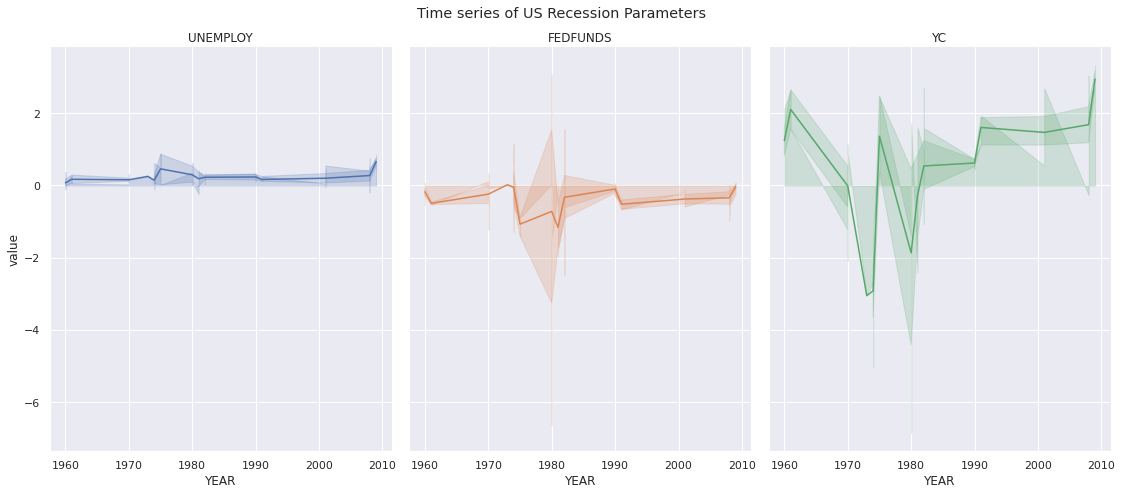 Time series of US Recession Parameters
UNEMPLOY FEDFUNDS YC
value
2
0
−2
−4
−6
1960 1970 1980 1990 2000 2010
1960 1970 1980 1990 2000 2010
1960 1970 1980 1990 2000 2010
YEAR YEAR YEAR